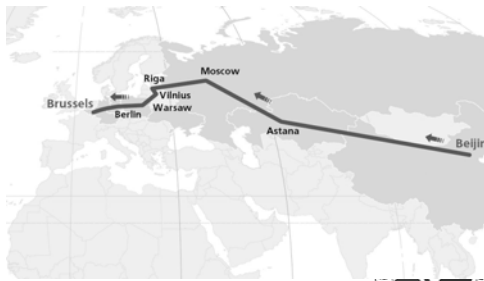 Moscow
Riga
Vilnius
Brussels
Warsaw
Berlin
Astana
Beijin